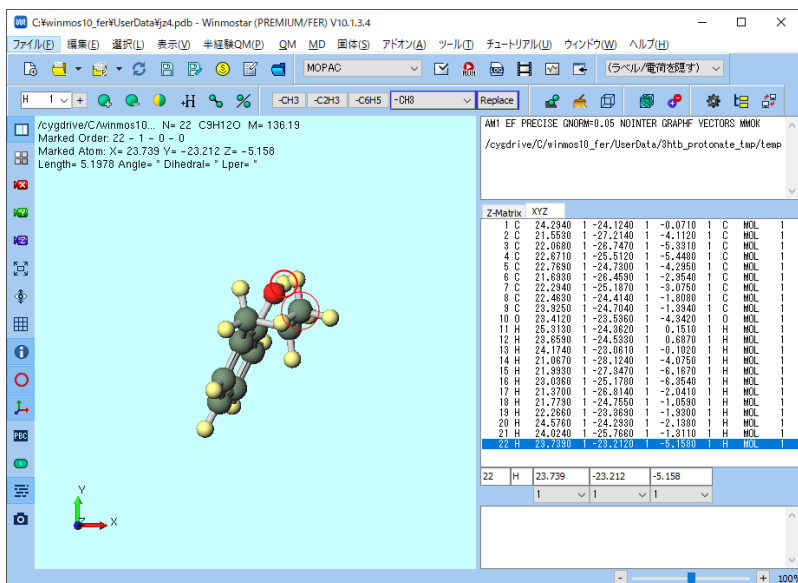 C:¥winmos10_fer¥UserData¥jz4.pdb - Winmostar (PREMIUM/FER) V10.1.3.4
ファイル(F) 編集(E) 選択(L) 表示(V) 半経験QM(P) QM MD 固体(S) アドオン(A) ツール(T) チュートリアル(U) ウィンドウ(W) ヘルプ(H)
MOPAC (ラベル/電荷を隠す)
H 1 + +H -CH3 -C2H3 -C6H5 -CH3 Replace
/cygdrive/C/winmos10... N= 22 C9H12O M= 136.19
Marked Order: 22 - 1 - 0 - 0
Marked Atom: X= 23.739 Y= -23.212 Z= -5.158
Length= 5.1978 Angle= * Dihedral= * Lper= *
Y
Z X
PBC
AM1 EF PRECISE GNORM=0.05 NOINTER GRAPHF VECTORS MMOK
/cygdrive/C/winmos10_fer/UserData/3htb_protonate_tmp/temp
Z-Matrix XYZ
1 C 24.2940 1 -24.1240 1 -0.0710 1 C MOL 1
2 C 21.5530 1 -27.2140 1 -4.1120 1 C MOL 1
3 C 22.0680 1 -26.7470 1 -5.3310 1 C MOL 1
4 C 22.6710 1 -25.5120 1 -5.4480 1 C MOL 1
5 C 22.7690 1 -24.7300 1 -4.2950 1 C MOL 1
6 C 21.6930 1 -26.4590 1 -2.9540 1 C MOL 1
7 C 22.2940 1 -25.1870 1 -3.0750 1 C MOL 1
8 C 22.4630 1 -24.4140 1 -1.8080 1 C MOL 1
9 C 23.9250 1 -24.7040 1 -1.3940 1 C MOL 1
10 O 23.4120 1 -23.5360 1 -4.3420 1 O MOL 1
11 H 25.3130 1 -24.3620 1 0.1510 1 H MOL 1
12 H 23.6590 1 -24.5330 1 0.6870 1 H MOL 1
13 H 24.1740 1 -23.0610 1 -0.1020 1 H MOL 1
14 H 21.0670 1 -28.1240 1 -4.0750 1 H MOL 1
15 H 21.9930 1 -27.3470 1 -6.1670 1 H MOL 1
16 H 23.0360 1 -25.1780 1 -6.3540 1 H MOL 1
17 H 21.3700 1 -26.8140 1 -2.0410 1 H MOL 1
18 H 21.7790 1 -24.7550 1 -1.0590 1 H MOL 1
19 H 22.2660 1 -23.3690 1 -1.9300 1 H MOL 1
20 H 24.5760 1 -24.2930 1 -2.1380 1 H MOL 1
21 H 24.0240 1 -25.7660 1 -1.3110 1 H MOL 1
22 H 23.7390 1 -23.2120 1 -5.1580 1 H MOL 1
22 H 23.739 -23.212 -5.158
1 1 1
- + 100%